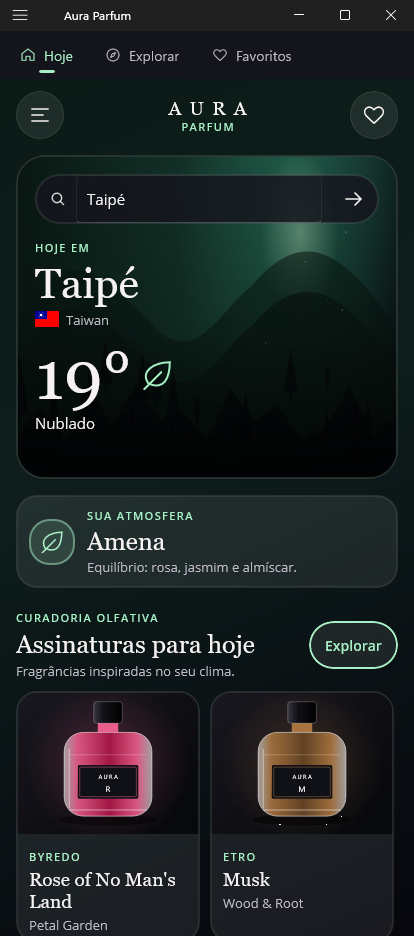 Aura Parfum
Hoje
Explorar
Favoritos
AURA
PARFUM
Taipé
HOJE EM
Taipé
Taiwan
19°
Nublado
SUA ATMOSFERA
Amena
Equilíbrio: rosa, jasmim e almíscar.
CURADORIA OLFATIVA
Assinaturas para hoje
Fragrâncias inspiradas no seu clima.
Explorar
AURA
R
AURA
M
BYREDO
Rose of No Man's
Land
Petal Garden
ETRO
Musk
Wood & Root